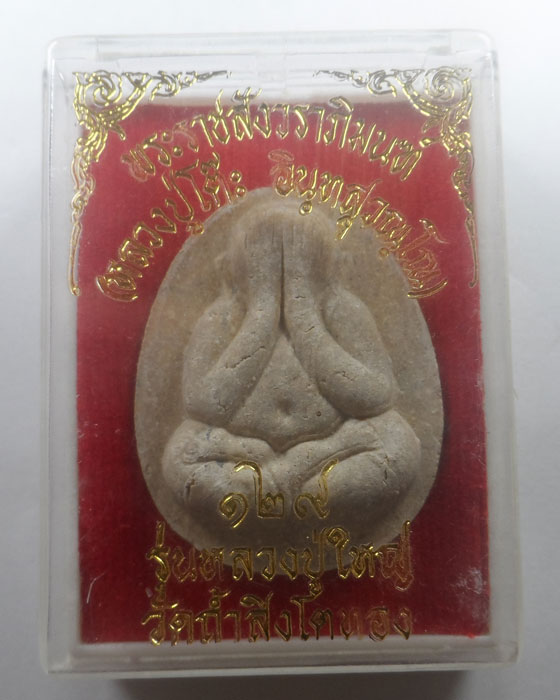 พระราชสังวราภิมนฑ์
(หลวงปู่โต๊ะ อินฺทสุวณฺโณ)
๑๒๙
รุ่นหลวงปู่ใหญ่
วัดถ้ำสิงโตทอง